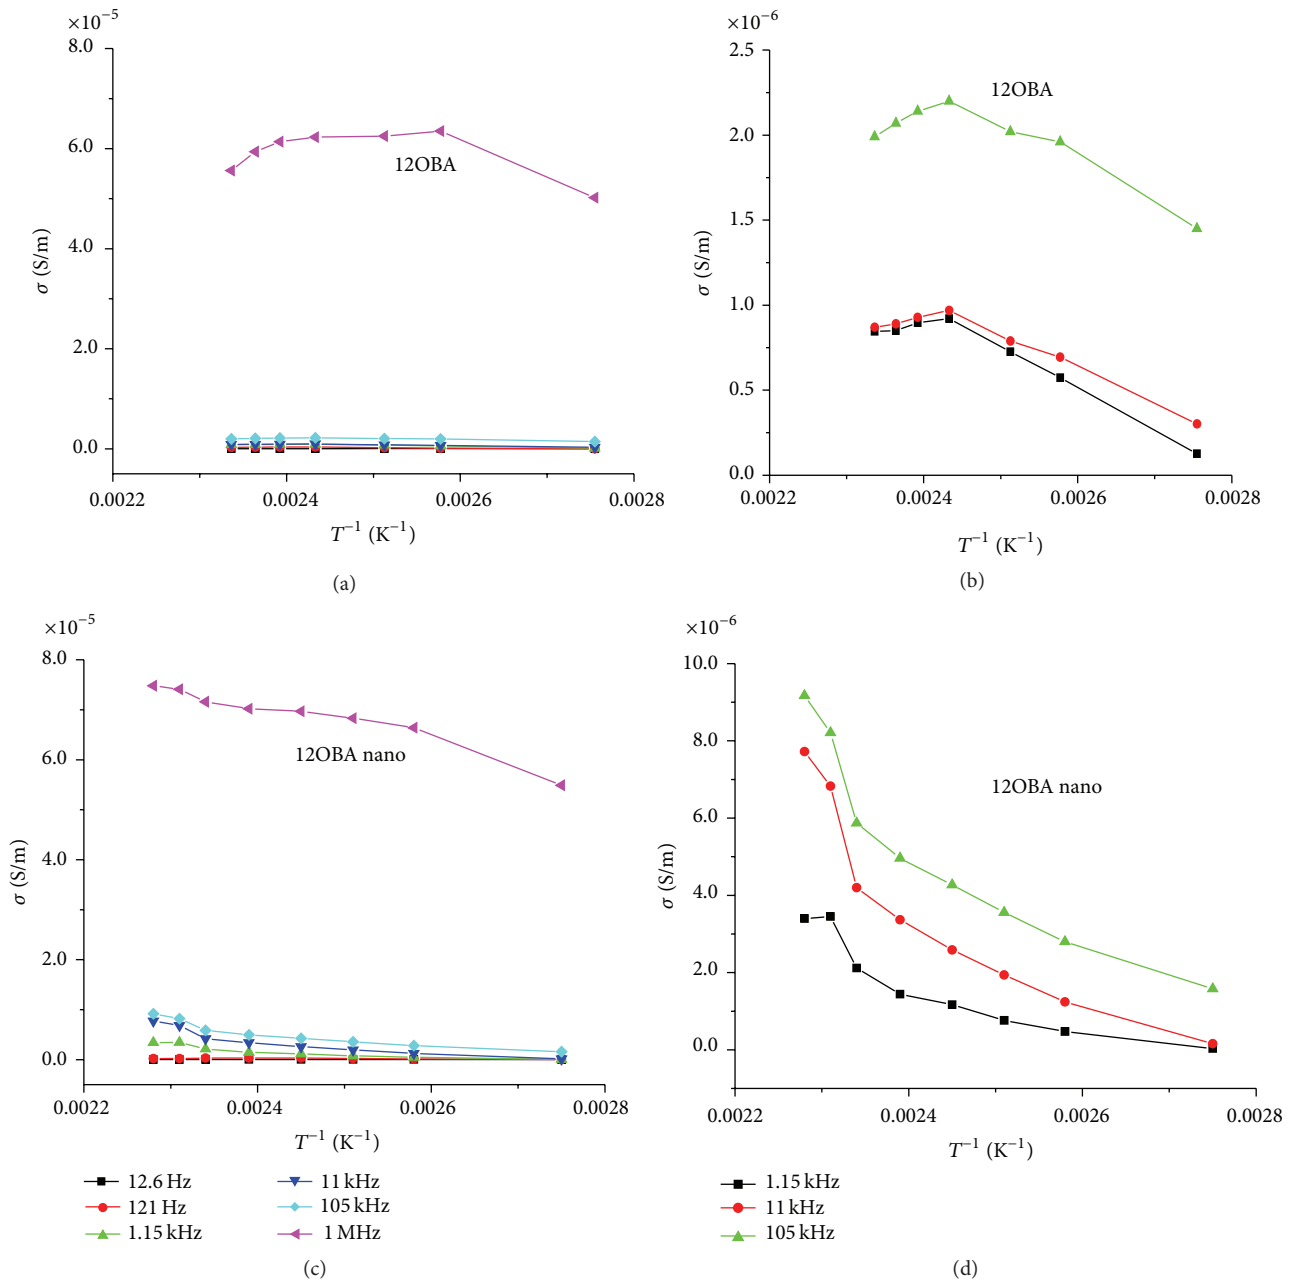 ×10⁻⁵
8.0
6.0
4.0
2.0
0.0
σ (S/m)
12OBA
0.0022 0.0024 0.0026 0.0028
T⁻¹ (K⁻¹)
(a)
×10⁻⁶
2.5
2.0
1.5
1.0
0.5
0.0
σ (S/m)
12OBA
0.0022 0.0024 0.0026 0.0028
T⁻¹ (K⁻¹)
(b)
×10⁻⁵
8.0
6.0
4.0
2.0
0.0
σ (S/m)
12OBA nano
0.0022 0.0024 0.0026 0.0028
T⁻¹ (K⁻¹)
12.6 Hz
121 Hz
1.15 kHz
11 kHz
105 kHz
1 MHz
(c)
×10⁻⁶
10.0
8.0
6.0
4.0
2.0
0.0
σ (S/m)
12OBA nano
0.0022 0.0024 0.0026 0.0028
T⁻¹ (K⁻¹)
1.15 kHz
11 kHz
105 kHz
(d)